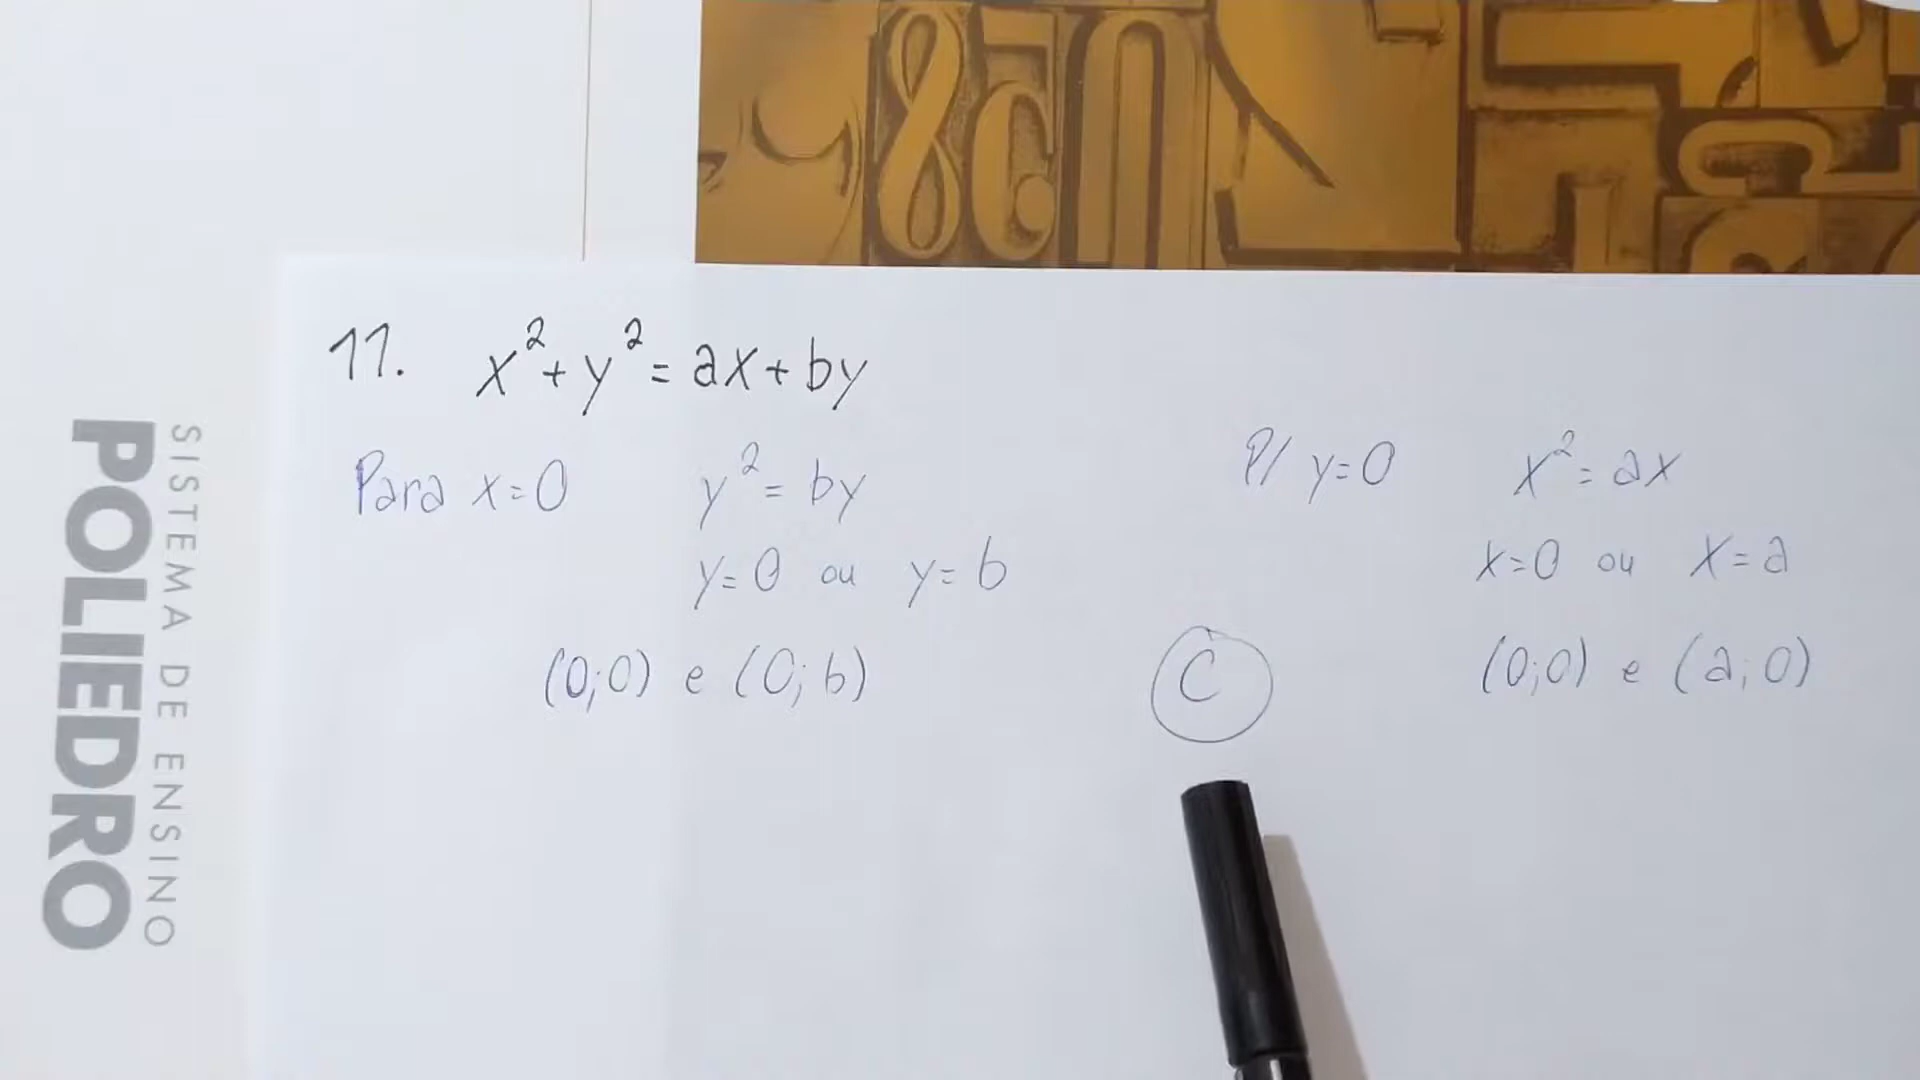 11. x² + y² = ax + by
Para x = 0 y² = by
y = 0 ou y = b
(0;0) e (0;b)
P/ y = 0 x² = ax
x = 0 ou x = a
(0;0) e (a;0)
C
SISTEMA DE ENSINO
POLIEDRO